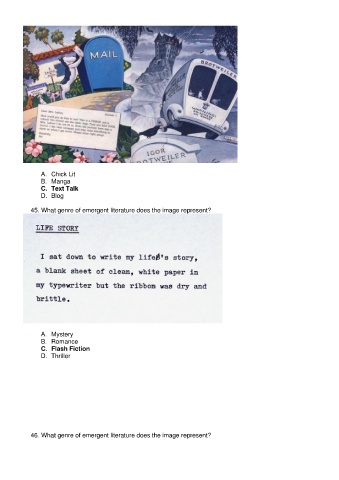 MAIL
ROTTWEILER
IGOR
ROTWEILER
A. Chick Lit
B. Manga
C. Text Talk
D. Blog
45. What genre of emergent literature does the image represent?
LIFE STORY
I sat down to write my life's story,
a blank sheet of clean, white paper in
my typewriter but the ribbon was dry and
brittle.
A. Mystery
B. Romance
C. Flash Fiction
D. Thriller
46. What genre of emergent literature does the image represent?